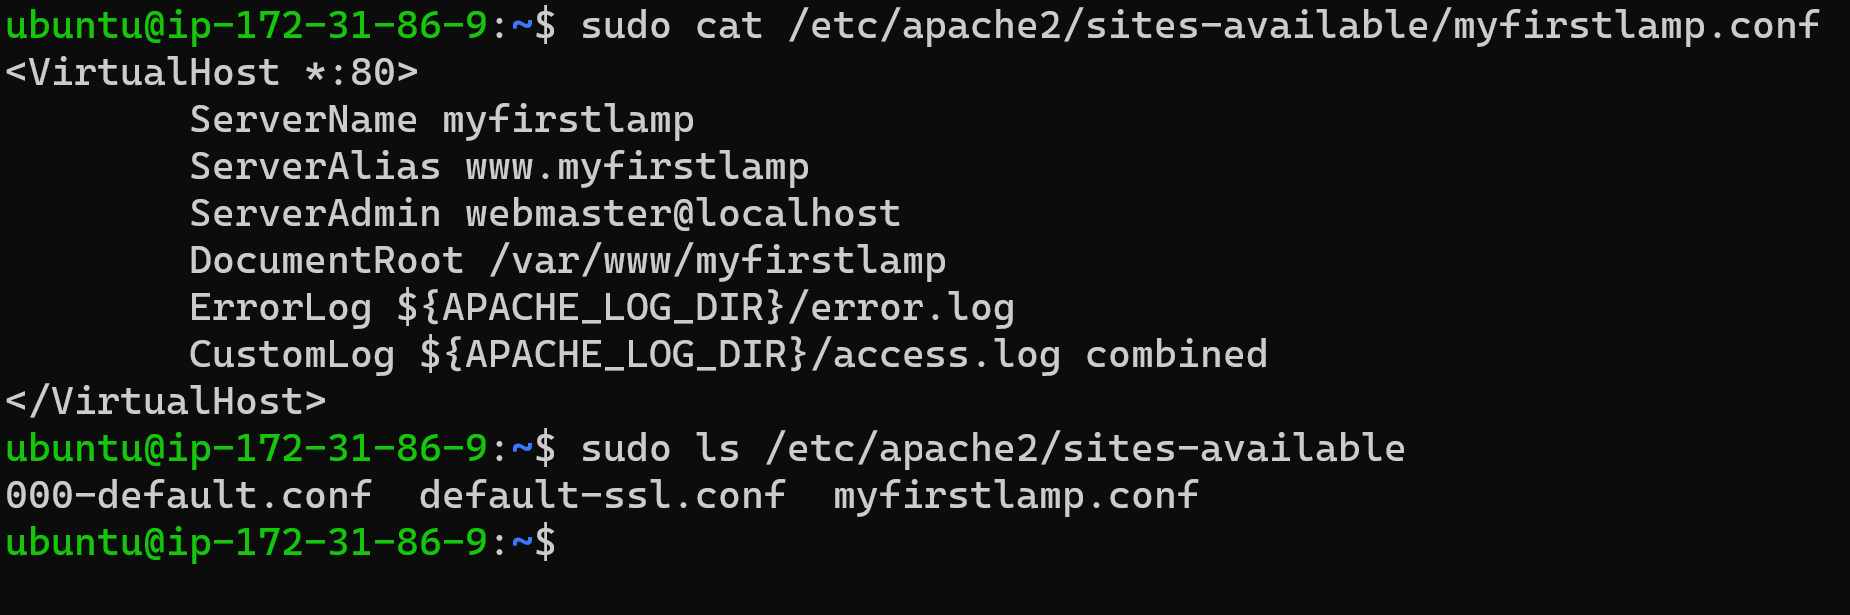 ubuntu@ip-172-31-86-9:~$ sudo cat /etc/apache2/sites-available/myfirstlamp.conf
<VirtualHost *:80>
        ServerName myfirstlamp
        ServerAlias www.myfirstlamp
        ServerAdmin webmaster@localhost
        DocumentRoot /var/www/myfirstlamp
        ErrorLog ${APACHE_LOG_DIR}/error.log
        CustomLog ${APACHE_LOG_DIR}/access.log combined
</VirtualHost>
ubuntu@ip-172-31-86-9:~$ sudo ls /etc/apache2/sites-available
000-default.conf  default-ssl.conf  myfirstlamp.conf
ubuntu@ip-172-31-86-9:~$